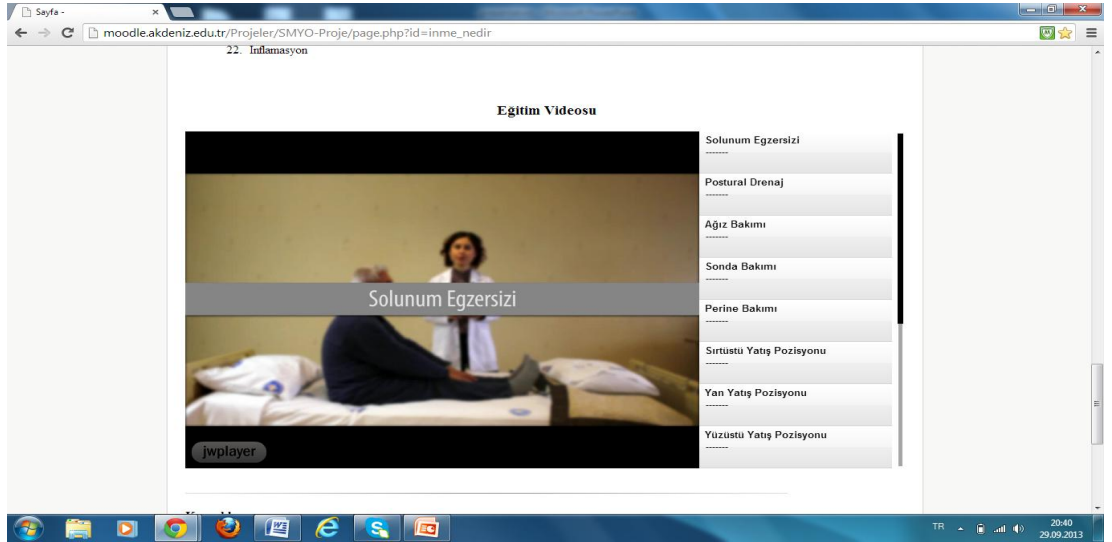 Sayfa -
moodle.akdeniz.edu.tr/Projeler/SMYO-Proje/page.php?id=inme_nedir
22. Inflamasyon
Eğitim Videosu
Solunum Egzersizi
jwplayer
Solunum Egzersizi
-------
Postural Drenaj
-------
Ağız Bakımı
-------
Sonda Bakımı
-------
Perine Bakımı
-------
Sırtüstü Yatış Pozisyonu
-------
Yan Yatış Pozisyonu
-------
Yüzüstü Yatış Pozisyonu
-------
TR
20:40
29.09.2013